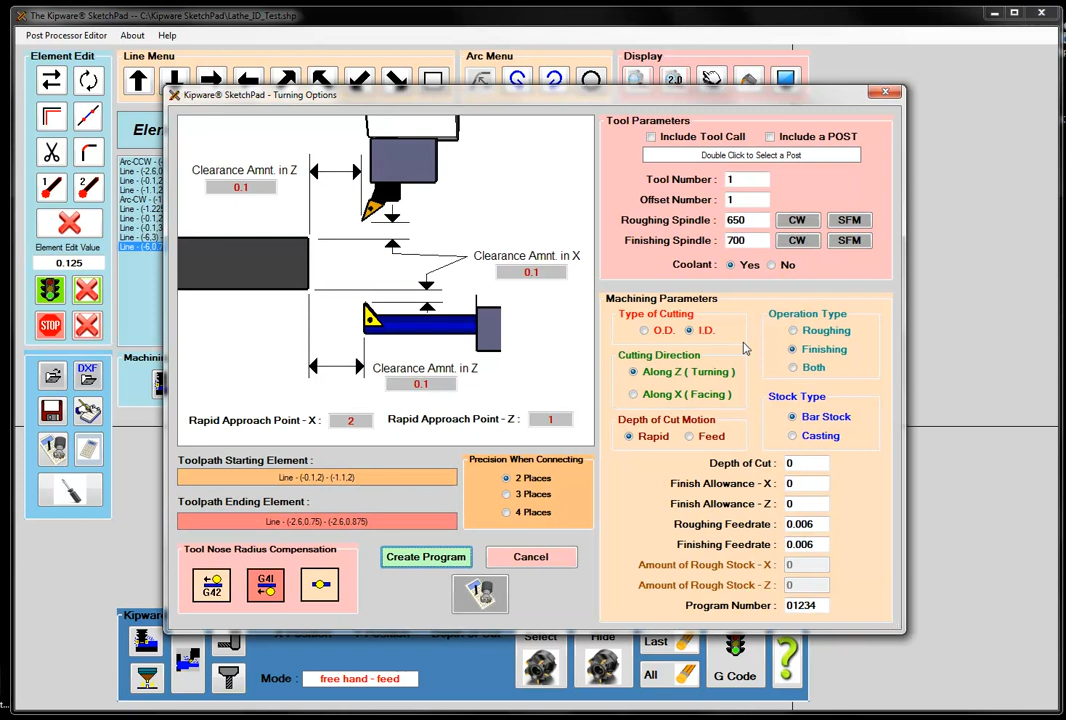 The Kipware® SketchPad -- C:\Kipware SketchPad\Lathe_ID_Test.shp
Post Processor Editor
About
Help
Element Edit
Line Menu
Arc Menu
Display
2.0
Kipware® SketchPad - Turning Options
Element Edit Value
0.125
STOP
DXF
Clearance Amnt. in Z
0.1
Clearance Amnt. in X
0.1
Clearance Amnt. in Z
0.1
Rapid Approach Point - X :
2
Rapid Approach Point - Z :
1
Toolpath Starting Element :
Line - (-0.1,2) - (-1.1,2)
Toolpath Ending Element :
Line - (-2.6,0.75) - (-2.6,0.875)
Precision When Connecting
2 Places
3 Places
4 Places
Tool Nose Radius Compensation
G42
G41
Create Program
Cancel
Tool Parameters
Include Tool Call
Include a POST
Double Click to Select a Post
Tool Number :
1
Offset Number :
1
Roughing Spindle :
650
CW
SFM
Finishing Spindle :
700
CW
SFM
Coolant :
Yes
No
Machining Parameters
Type of Cutting
O.D.
I.D.
Operation Type
Roughing
Finishing
Both
Cutting Direction
Along Z ( Turning )
Along X ( Facing )
Stock Type
Bar Stock
Casting
Depth of Cut Motion
Rapid
Feed
Depth of Cut :
0
Finish Allowance - X :
0
Finish Allowance - Z :
0
Roughing Feedrate :
0.006
Finishing Feedrate :
0.006
Amount of Rough Stock - X :
0
Amount of Rough Stock - Z :
0
Program Number :
01234
Mode :
free hand - feed
Select
Hide
Last
All
G Code